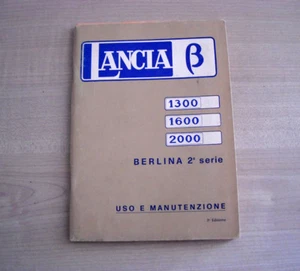 LANCIA β
1300
1600
2000
BERLINA 2ª serie
USO E MANUTENZIONE